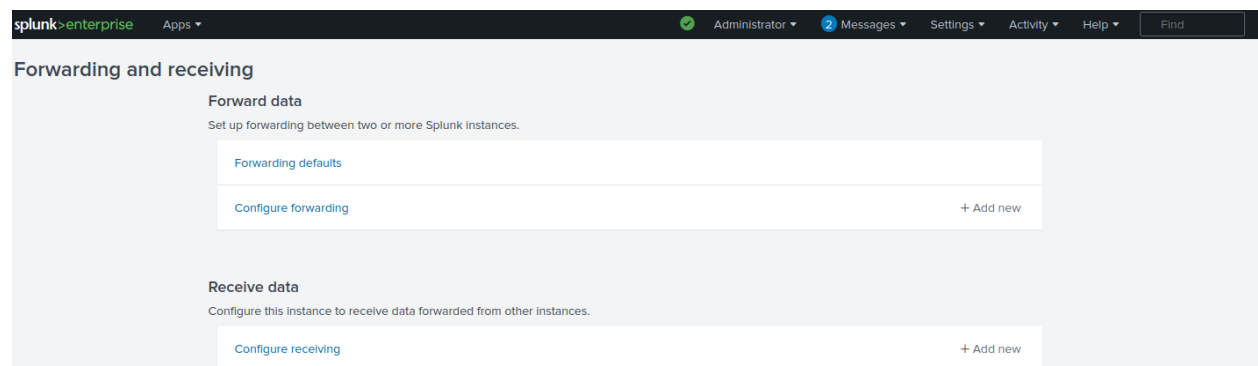 splunk>enterprise Apps ▾ Administrator ▾ 2 Messages ▾ Settings ▾ Activity ▾ Help ▾ Find
Forwarding and receiving
Forward data
Set up forwarding between two or more Splunk instances.
Forwarding defaults
Configure forwarding + Add new
Receive data
Configure this instance to receive data forwarded from other instances.
Configure receiving + Add new